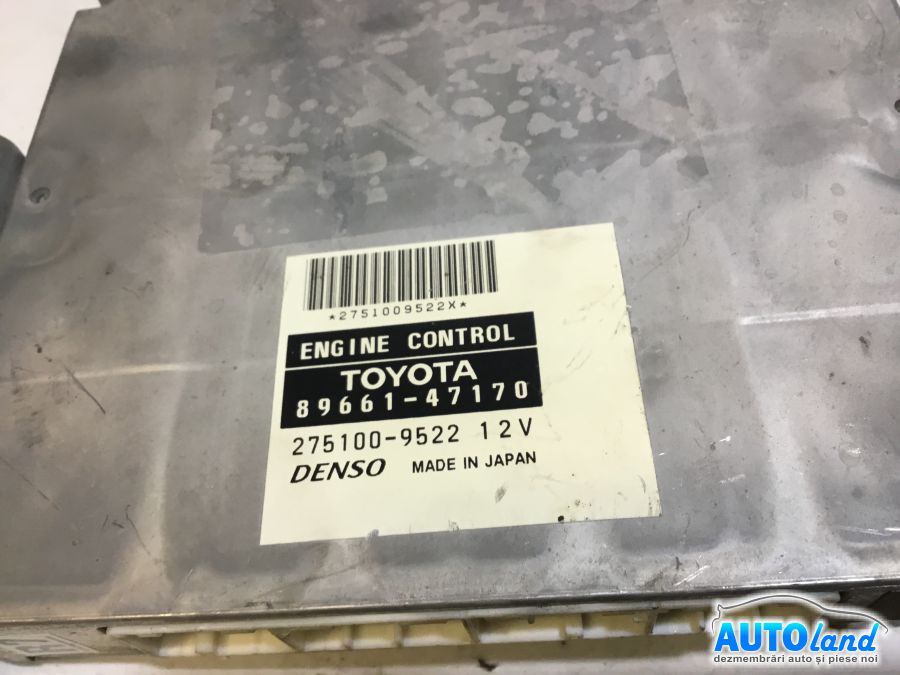 *2751009522X*
ENGINE CONTROL
TOYOTA
89661-47170
275100-9522 12V
DENSO MADE IN JAPAN
AUTOland
dezmembrări auto și piese noi